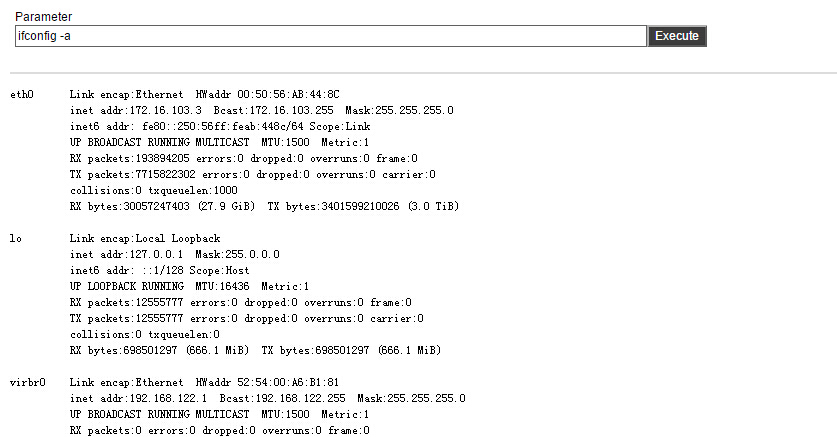 Parameter
ifconfig -a
Execute
eth0 Link encap:Ethernet HWaddr 00:50:56:AB:44:8C
inet addr:172.16.103.3 Bcast:172.16.103.255 Mask:255.255.255.0
inet6 addr: fe80::250:56ff:feab:448c/64 Scope:Link
UP BROADCAST RUNNING MULTICAST MTU:1500 Metric:1
RX packets:193894205 errors:0 dropped:0 overruns:0 frame:0
TX packets:7715822302 errors:0 dropped:0 overruns:0 carrier:0
collisions:0 txqueuelen:1000
RX bytes:30057247403 (27.9 GiB) TX bytes:3401599210026 (3.0 TiB)
lo Link encap:Local Loopback
inet addr:127.0.0.1 Mask:255.0.0.0
inet6 addr: ::1/128 Scope:Host
UP LOOPBACK RUNNING MTU:16436 Metric:1
RX packets:12555777 errors:0 dropped:0 overruns:0 frame:0
TX packets:12555777 errors:0 dropped:0 overruns:0 carrier:0
collisions:0 txqueuelen:0
RX bytes:698501297 (666.1 MiB) TX bytes:698501297 (666.1 MiB)
virbr0 Link encap:Ethernet HWaddr 52:54:00:A6:B1:81
inet addr:192.168.122.1 Bcast:192.168.122.255 Mask:255.255.255.0
UP BROADCAST RUNNING MULTICAST MTU:1500 Metric:1
RX packets:0 errors:0 dropped:0 overruns:0 frame:0